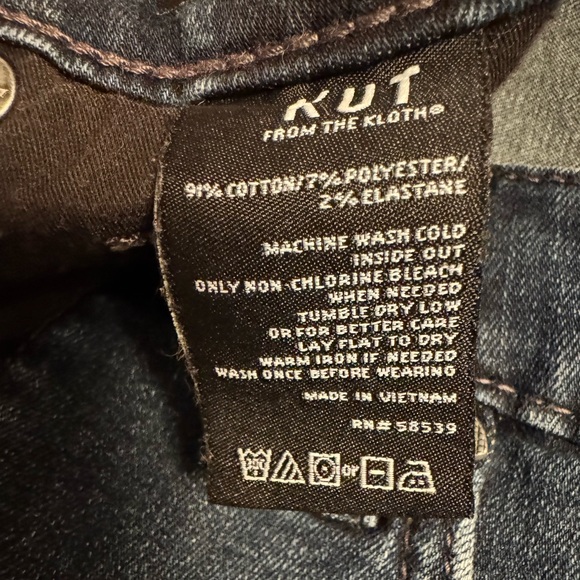 KUT
FROM THE KLOTH®
91% COTTON/7% POLYESTER/
2% ELASTANE
MACHINE WASH COLD
INSIDE OUT
ONLY NON-CHLORINE BLEACH
WHEN NEEDED
TUMBLE DRY LOW
OR FOR BETTER CARE
LAY FLAT TO DRY
WARM IRON IF NEEDED
WASH ONCE BEFORE WEARING
MADE IN VIETNAM
RN# 58539
or